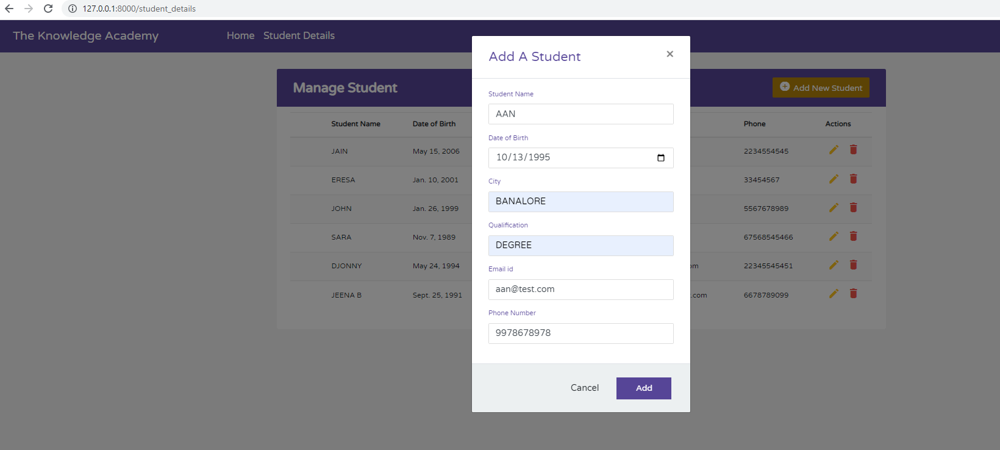 127.0.0.1:8000/student_details
The Knowledge Academy Home Student Details
Manage Student
Add New Student
Student Name Date of Birth Phone Actions
JAIN May 15, 2006 2234554545
ERESA Jan. 10, 2001 33454567
JOHN Jan. 26, 1999 5567678989
SARA Nov. 7, 1989 67568545466
DJONNY May 24, 1994 om 22345545451
JEENA B Sept. 25, 1991 .com 6678789099
Add A Student ×
Student Name
AAN
Date of Birth
10/13/1995
City
BANALORE
Qualification
DEGREE
Email id
aan@test.com
Phone Number
9978678978
Cancel Add